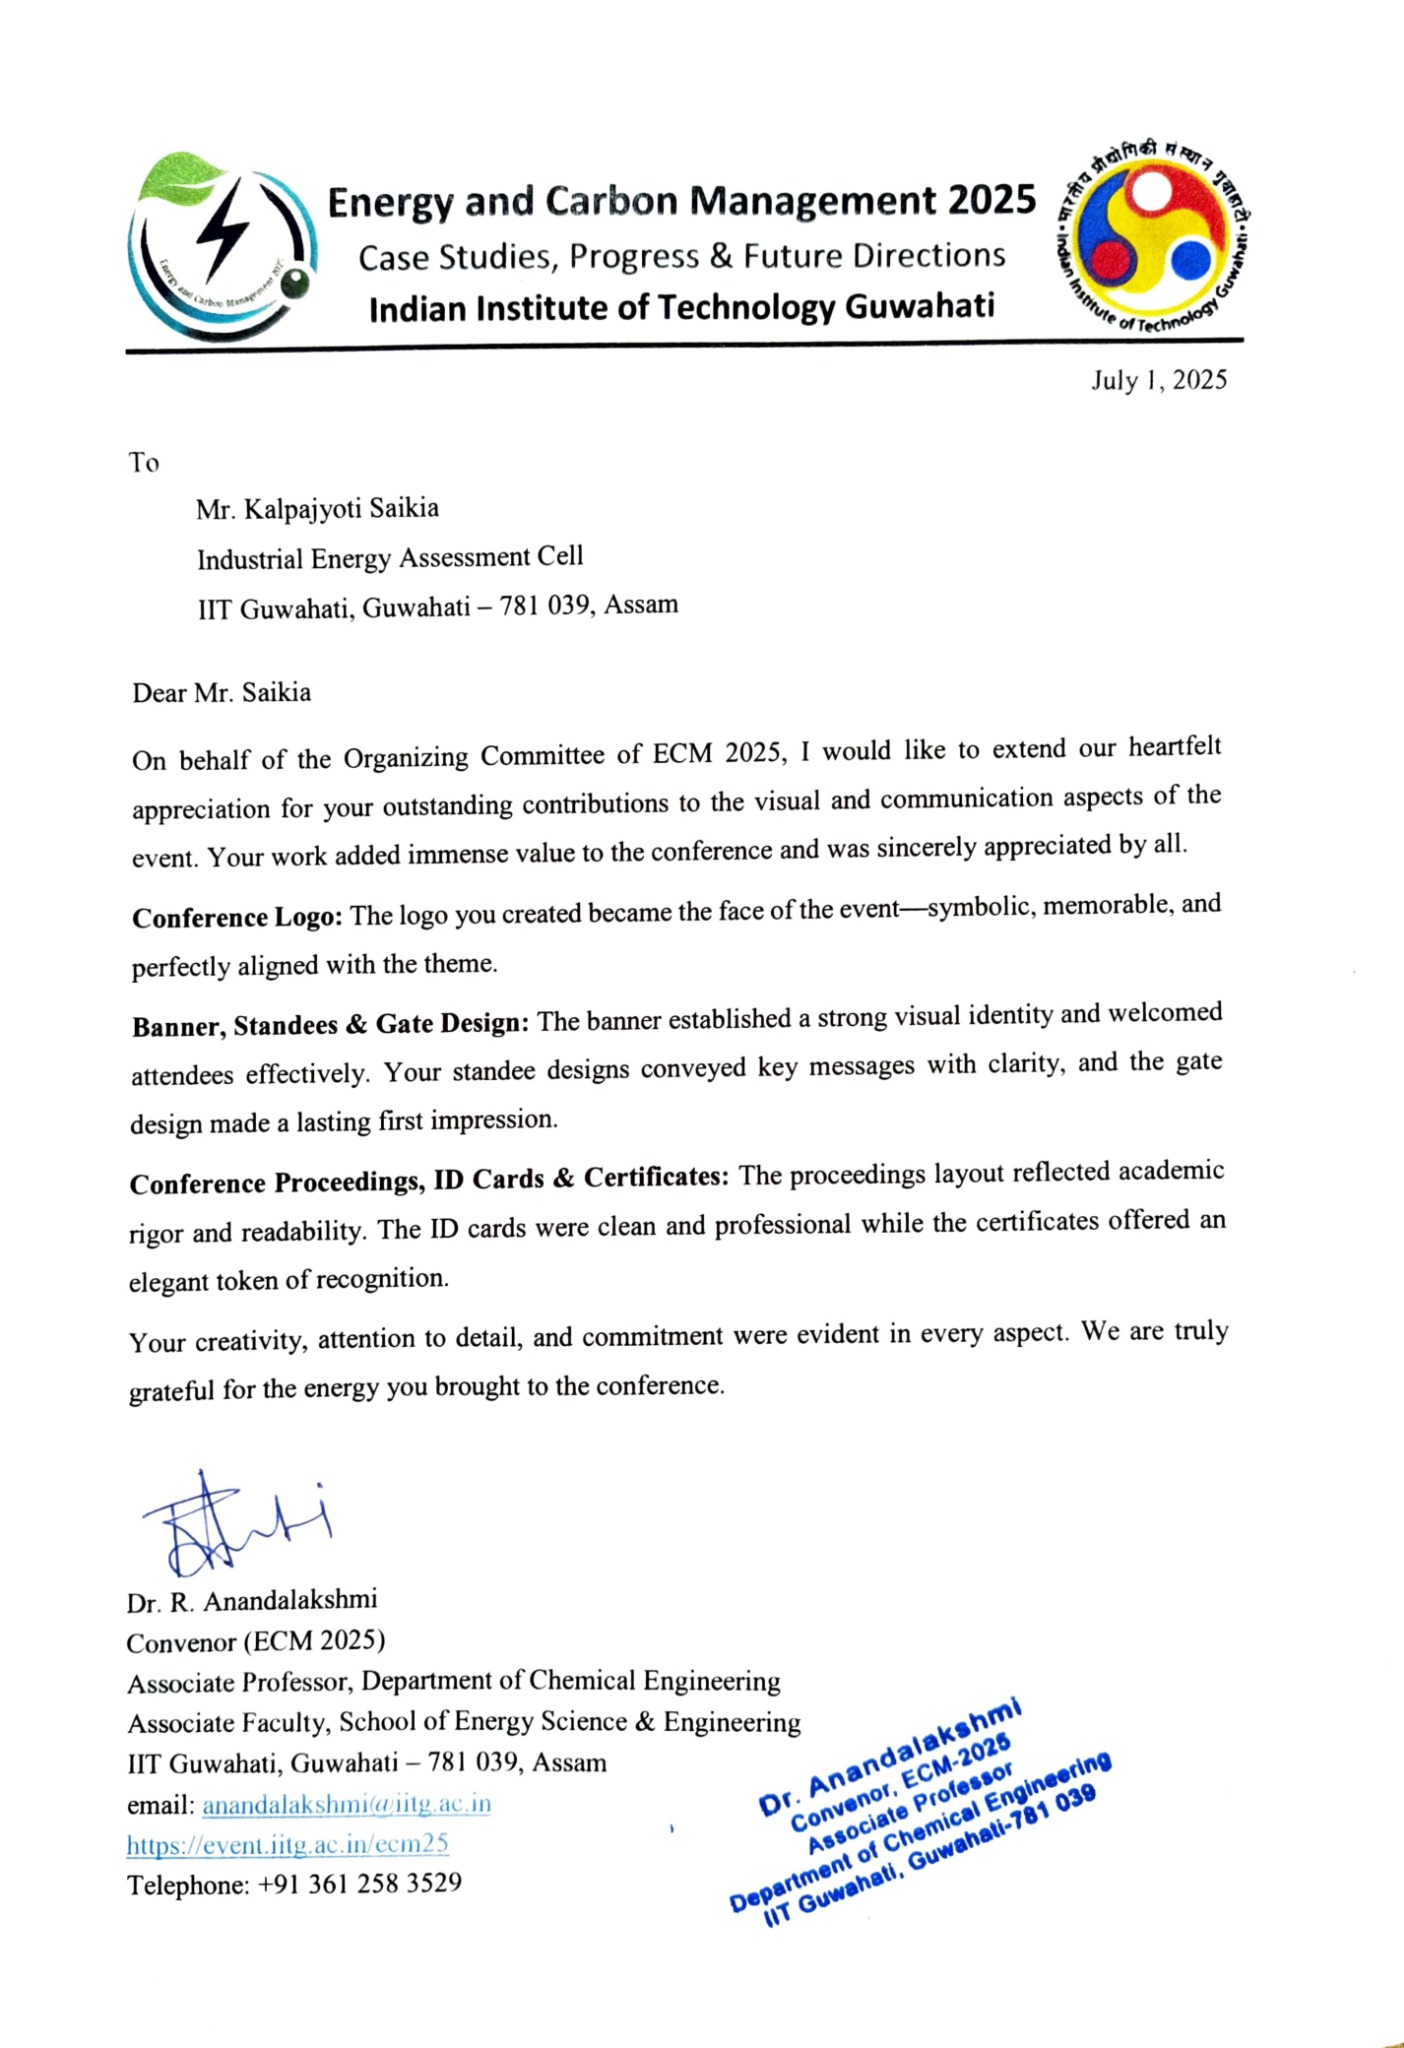 Energy and Carbon Management 2025
Energy and Carbon Management 2025
Case Studies, Progress & Future Directions
Indian Institute of Technology Guwahati
भारतीय प्रौद्योगिकी संस्थान गुवाहाटी
Indian Institute of Technology Guwahati
July 1, 2025
To
Mr. Kalpajyoti Saikia
Industrial Energy Assessment Cell
IIT Guwahati, Guwahati – 781 039, Assam
Dear Mr. Saikia
On behalf of the Organizing Committee of ECM 2025, I would like to extend our heartfelt
appreciation for your outstanding contributions to the visual and communication aspects of the
event. Your work added immense value to the conference and was sincerely appreciated by all.
Conference Logo: The logo you created became the face of the event—symbolic, memorable, and
perfectly aligned with the theme.
Banner, Standees & Gate Design: The banner established a strong visual identity and welcomed
attendees effectively. Your standee designs conveyed key messages with clarity, and the gate
design made a lasting first impression.
Conference Proceedings, ID Cards & Certificates: The proceedings layout reflected academic
rigor and readability. The ID cards were clean and professional while the certificates offered an
elegant token of recognition.
Your creativity, attention to detail, and commitment were evident in every aspect. We are truly
grateful for the energy you brought to the conference.
Dr. R. Anandalakshmi
Convenor (ECM 2025)
Associate Professor, Department of Chemical Engineering
Associate Faculty, School of Energy Science & Engineering
IIT Guwahati, Guwahati – 781 039, Assam
email: anandalakshmi@iitg.ac.in
https://event.iitg.ac.in/ecm25
Telephone: +91 361 258 3529
Dr. Anandalakshmi
Convenor, ECM-2025
Associate Professor
Department of Chemical Engineering
IIT Guwahati, Guwahati-781 039